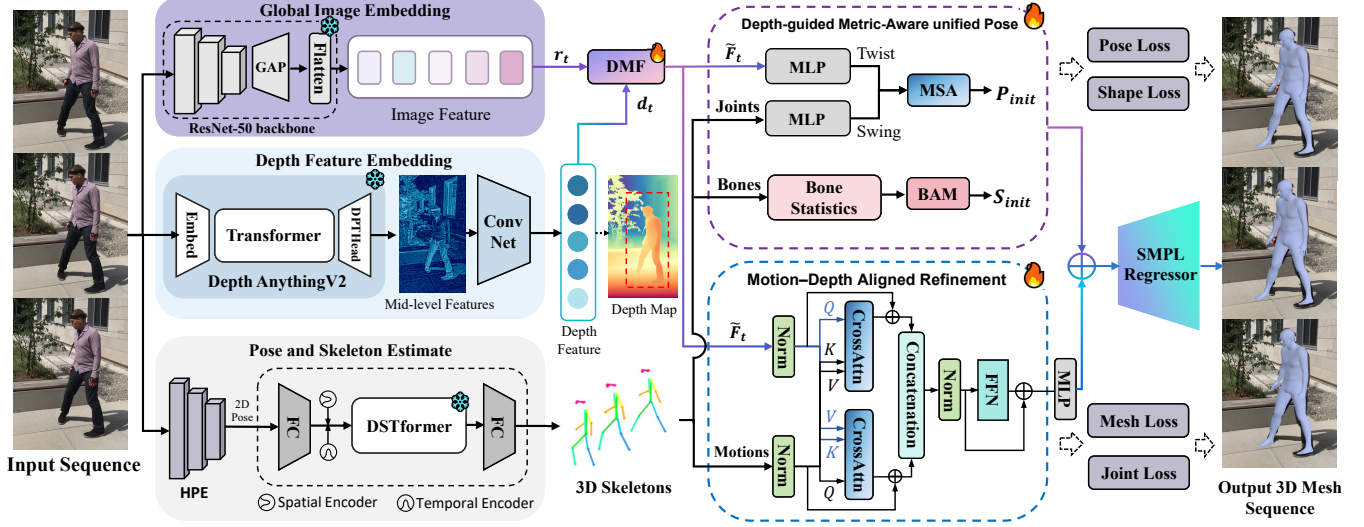 Global Image Embedding
GAP
Flatten
ResNet-50 backbone
Image Feature
r_t
DMF
d_t
Depth Feature Embedding
Embed
Transformer
DPTHead
Depth AnythingV2
Mid-level Features
Conv
Net
Depth
Feature
Depth Map
Pose and Skeleton Estimate
HPE
2D
Pose
FC
DSTformer
FC
Spatial Encoder
Temporal Encoder
Input Sequence
3D Skeletons
Depth-guided Metric-Aware unified Pose
F̃_t
MLP
Twist
Joints
MLP
Swing
MSA
P_init
Bones
Bone
Statistics
BAM
S_init
Motion–Depth Aligned Refinement
F̃_t
Norm
Q
K
V
CrossAttn
V
K
Q
CrossAttn
Motions
Norm
Concatenation
Norm
FFN
MLP
Pose Loss
Shape Loss
SMPL
Regressor
Mesh Loss
Joint Loss
Output 3D Mesh
Sequence